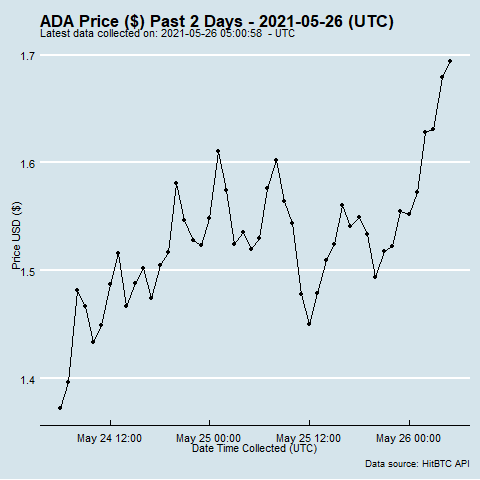 ADA Price ($) Past 2 Days - 2021-05-26 (UTC)
Latest data collected on: 2021-05-26 05:00:58  - UTC
1.7
1.6
1.5
1.4
Price USD ($)
May 24 12:00
May 25 00:00
May 25 12:00
May 26 00:00
Date Time Collected (UTC)
Data source: HitBTC API